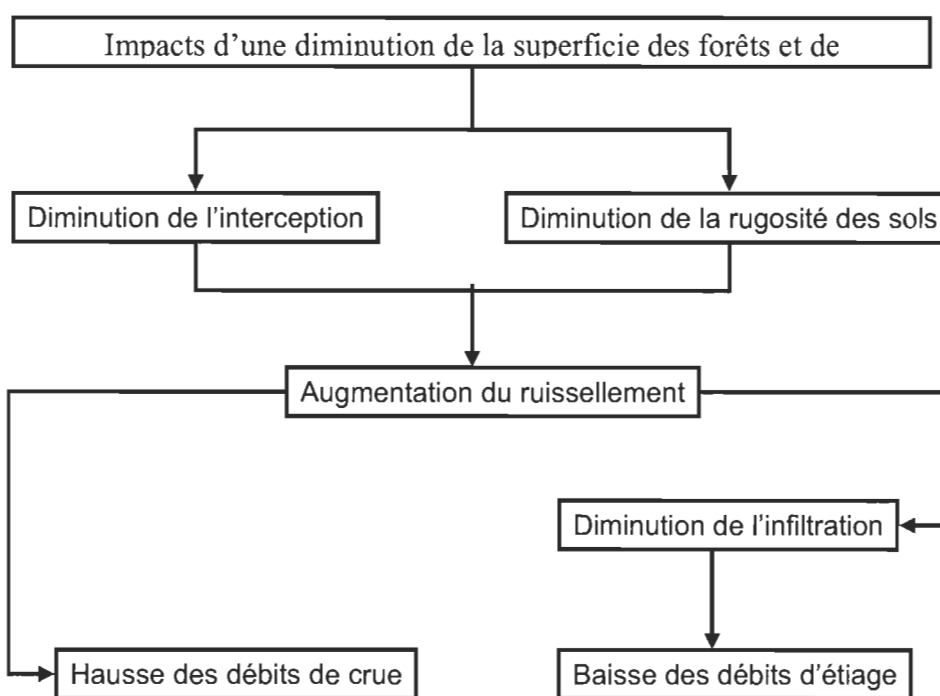 Impacts d’une diminution de la superficie des forêts et de
Diminution de l’interception
Diminution de la rugosité des sols
Augmentation du ruissellement
Diminution de l’infiltration
Hausse des débits de crue
Baisse des débits d’étiage